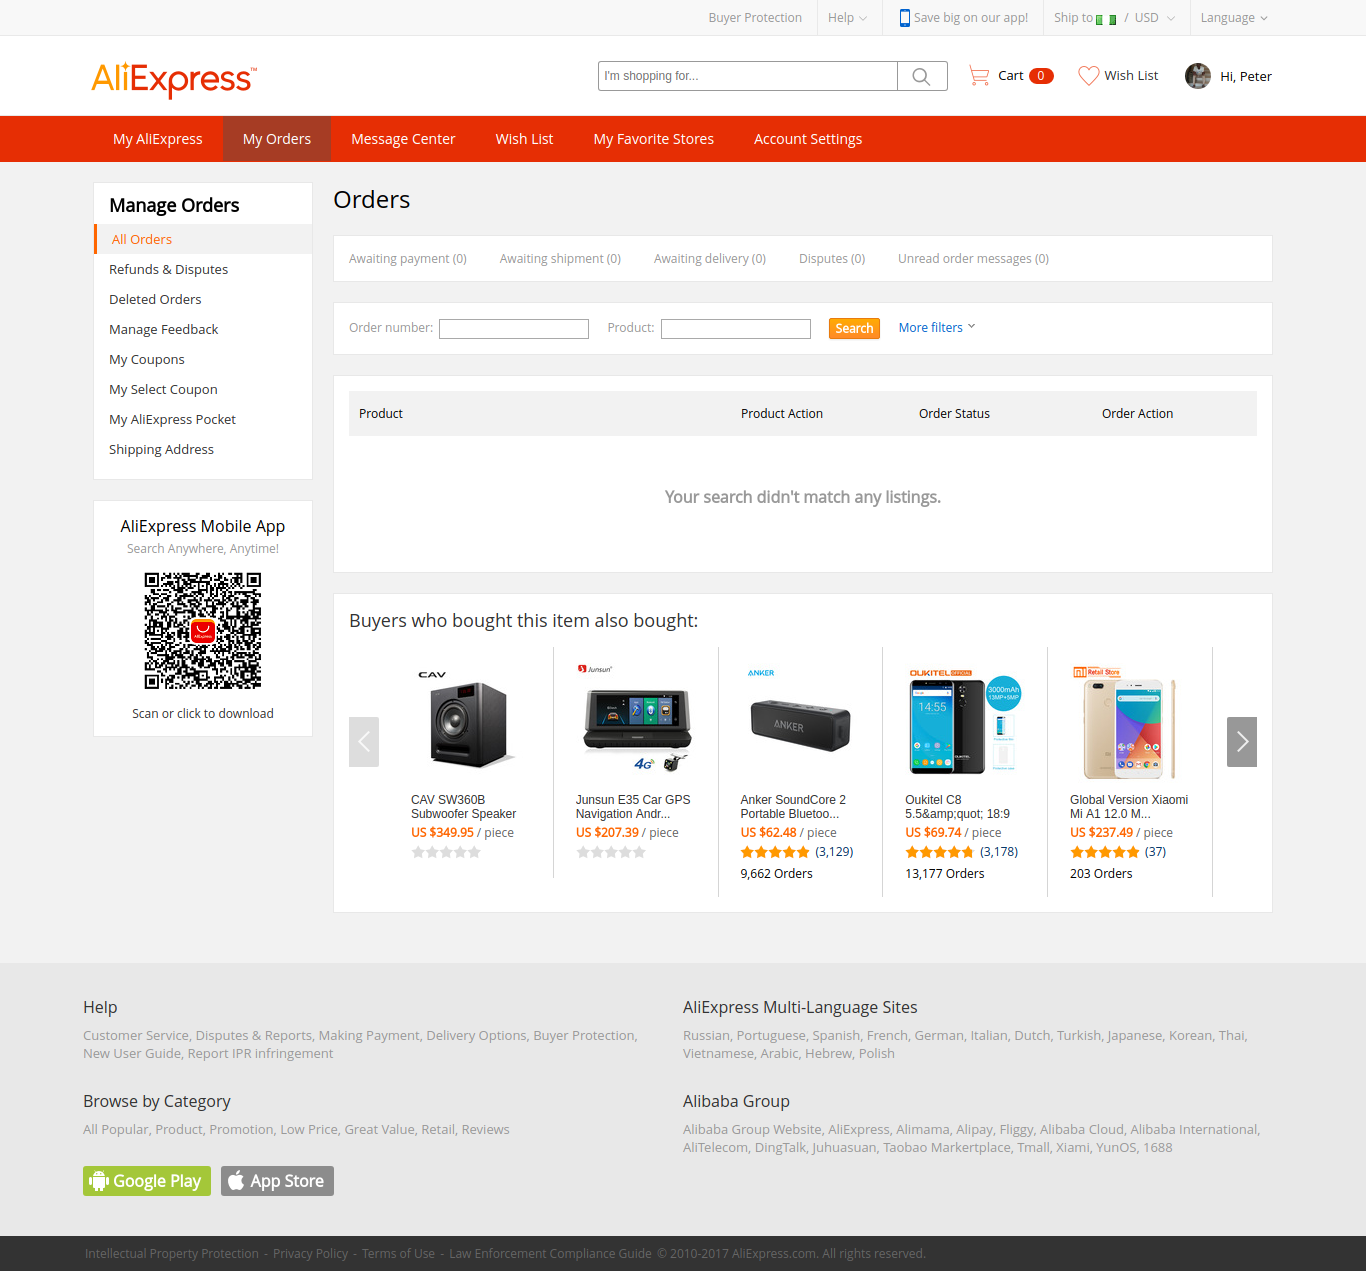 Buyer Protection
Help
Save big on our app!
Ship to / USD
Language
AliExpress™
I'm shopping for...
Cart 0
Wish List
Hi, Peter
My AliExpress
My Orders
Message Center
Wish List
My Favorite Stores
Account Settings
Manage Orders
All Orders
Refunds & Disputes
Deleted Orders
Manage Feedback
My Coupons
My Select Coupon
My AliExpress Pocket
Shipping Address
AliExpress Mobile App
Search Anywhere, Anytime!
AliExpress
Scan or click to download
Orders
Awaiting payment (0)
Awaiting shipment (0)
Awaiting delivery (0)
Disputes (0)
Unread order messages (0)
Order number:
Product:
Search
More filters
Product
Product Action
Order Status
Order Action
Your search didn't match any listings.
Buyers who bought this item also bought:
CAV
CAV SW360B
Subwoofer Speaker
US $349.95 / piece
Junsun
4G
Junsun E35 Car GPS
Navigation Andr...
US $207.39 / piece
ANKER
ANKER
Anker SoundCore 2
Portable Bluetoo...
US $62.48 / piece
(3,129)
9,662 Orders
OUKITEL OFFICIAL
3000mAh
13MP+5MP
14:55
OUKITEL
Oukitel C8
5.5&amp;quot; 18:9
US $69.74 / piece
(3,178)
13,177 Orders
Retail Store
Global Version Xiaomi
Mi A1 12.0 M...
US $237.49 / piece
(37)
203 Orders
Help
Customer Service, Disputes & Reports, Making Payment, Delivery Options, Buyer Protection,
New User Guide, Report IPR infringement
Browse by Category
All Popular, Product, Promotion, Low Price, Great Value, Retail, Reviews
Google Play
App Store
AliExpress Multi-Language Sites
Russian, Portuguese, Spanish, French, German, Italian, Dutch, Turkish, Japanese, Korean, Thai,
Vietnamese, Arabic, Hebrew, Polish
Alibaba Group
Alibaba Group Website, AliExpress, Alimama, Alipay, Fliggy, Alibaba Cloud, Alibaba International,
AliTelecom, DingTalk, Juhuasuan, Taobao Markertplace, Tmall, Xiami, YunOS, 1688
Intellectual Property Protection - Privacy Policy - Terms of Use - Law Enforcement Compliance Guide © 2010-2017 AliExpress.com. All rights reserved.